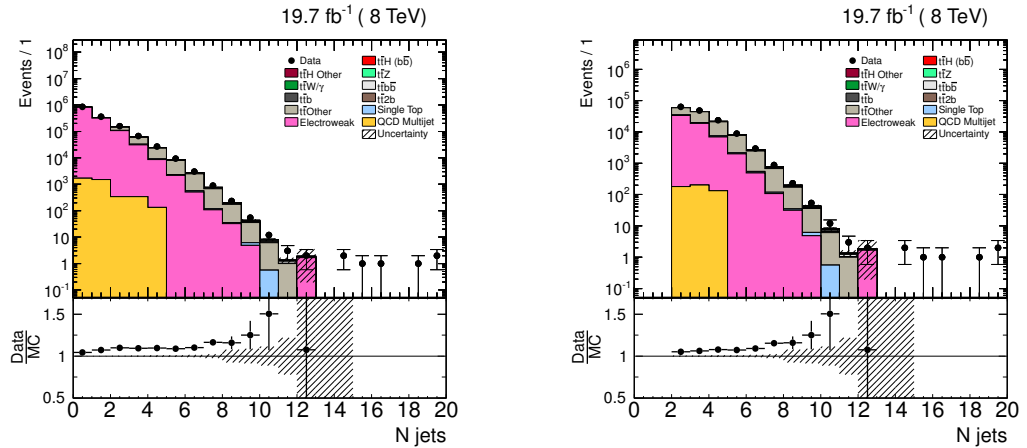 19.7 fb⁻¹ ( 8 TeV)
Events / 1
10⁸
10⁷
10⁶
10⁵
10⁴
10³
10²
10
1
10⁻¹
Data
tt̄H Other
tt̄W/γ
tt̄b
tt̄Other
Electroweak
tt̄H (bb̄)
tt̄Z
tt̄bb̄
tt̄2b
Single Top
QCD Multijet
Uncertainty
Data
MC
1.5
1
0.5
0 2 4 6 8 10 12 14 16 18 20
N jets
19.7 fb⁻¹ ( 8 TeV)
Events / 1
10⁶
10⁵
10⁴
10³
10²
10
1
10⁻¹
Data
tt̄H Other
tt̄W/γ
tt̄b
tt̄Other
Electroweak
tt̄H (bb̄)
tt̄Z
tt̄bb̄
tt̄2b
Single Top
QCD Multijet
Uncertainty
Data
MC
1.5
1
0.5
0 2 4 6 8 10 12 14 16 18 20
N jets